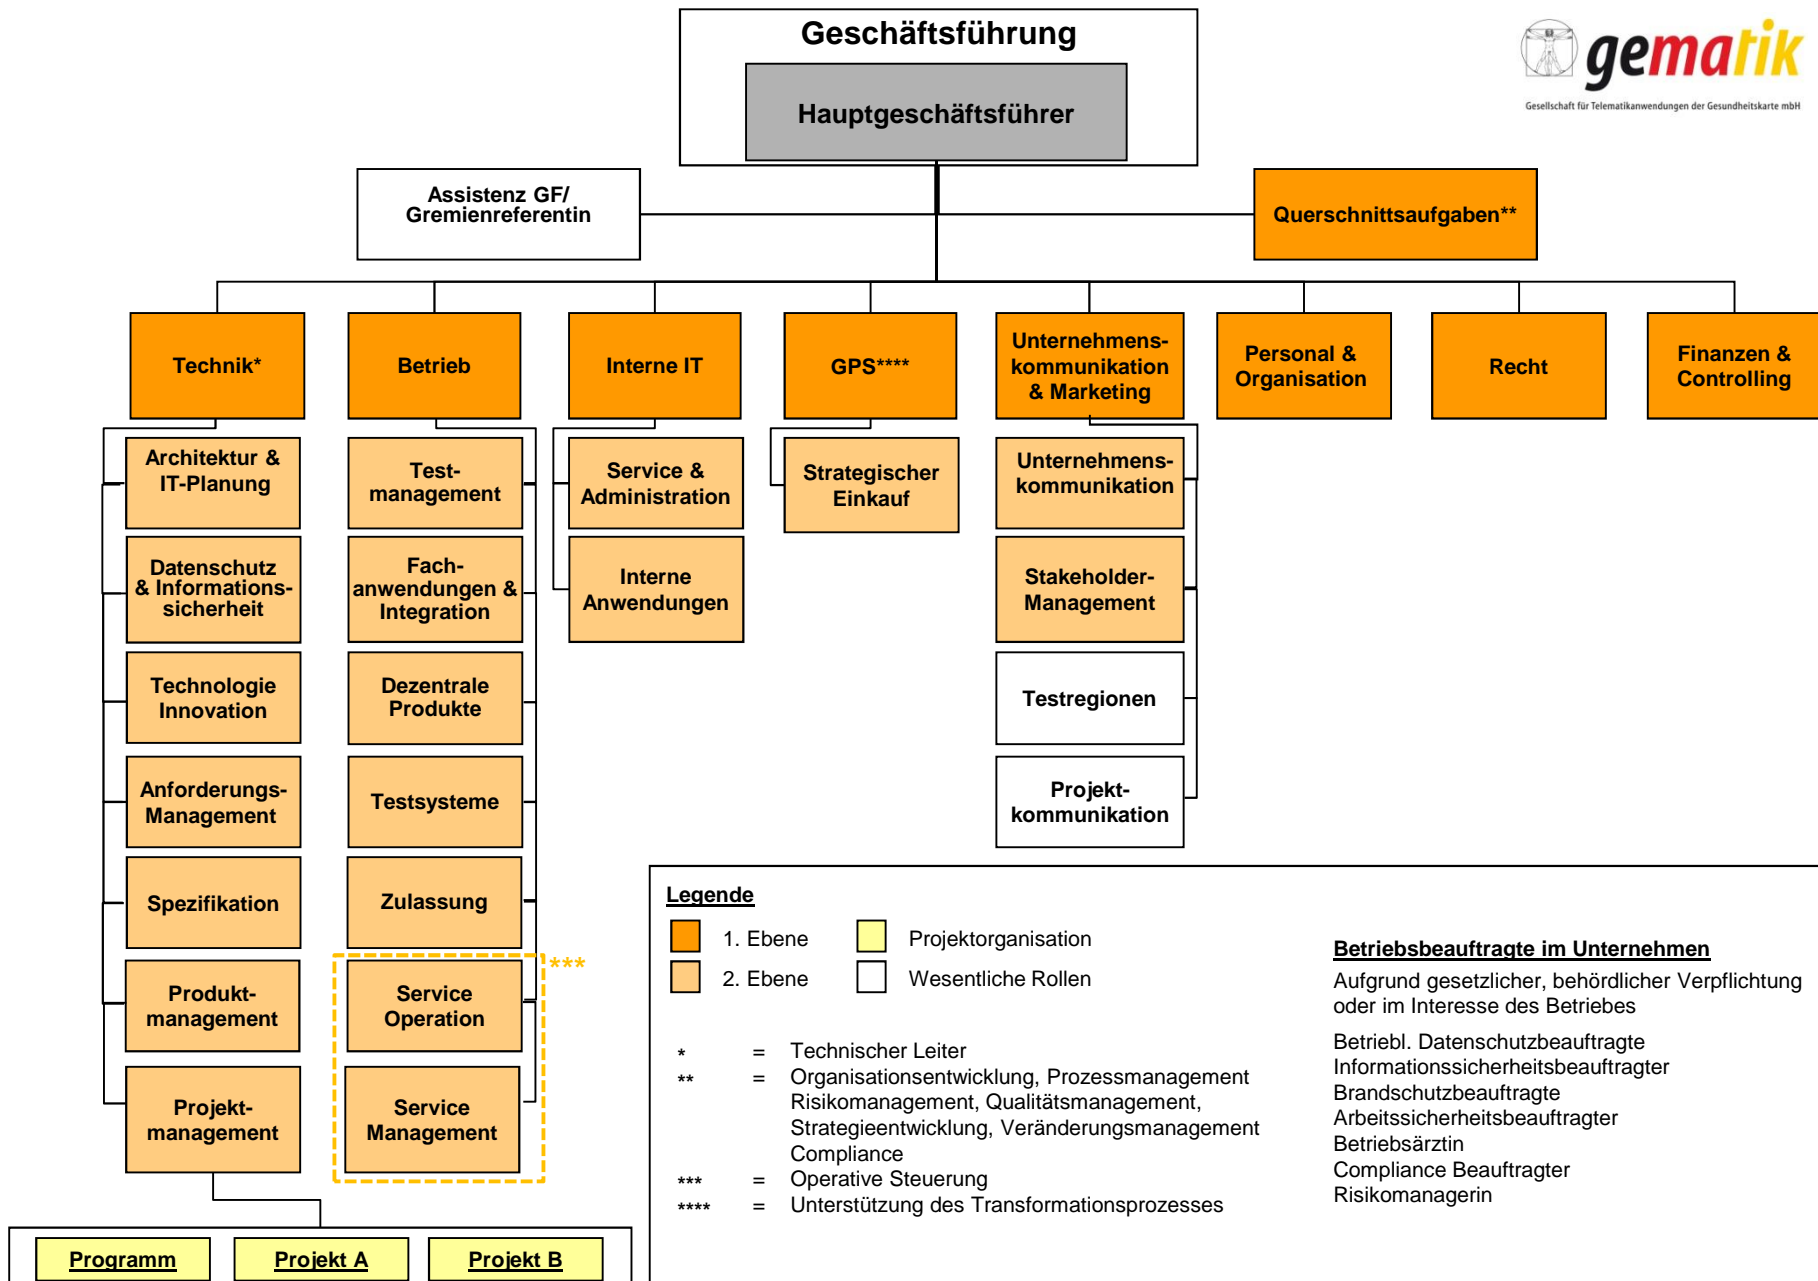 Geschäftsführung
Hauptgeschäftsführer
gematik
Gesellschaft für Telematikanwendungen der Gesundheitskarte mbH
Assistenz GF/
Gremienreferentin
Querschnittsaufgaben**
Technik*
Betrieb
Interne IT
GPS****
Unternehmens-
kommunikation
& Marketing
Personal &
Organisation
Recht
Finanzen &
Controlling
Architektur &
IT-Planung
Datenschutz
& Informations-
sicherheit
Technologie
Innovation
Anforderungs-
Management
Spezifikation
Produkt-
management
Projekt-
management
Test-
management
Fach-
anwendungen &
Integration
Dezentrale
Produkte
Testsysteme
Zulassung
***
Service
Operation
Service
Management
Service &
Administration
Interne
Anwendungen
Strategischer
Einkauf
Unternehmens-
kommunikation
Stakeholder-
Management
Testregionen
Projekt-
kommunikation
Programm
Projekt A
Projekt B
Legende
1. Ebene
Projektorganisation
2. Ebene
Wesentliche Rollen
* = Technischer Leiter
** = Organisationsentwicklung, Prozessmanagement
Risikomanagement, Qualitätsmanagement,
Strategieentwicklung, Veränderungsmanagement
Compliance
*** = Operative Steuerung
**** = Unterstützung des Transformationsprozesses
Betriebsbeauftragte im Unternehmen
Aufgrund gesetzlicher, behördlicher Verpflichtung
oder im Interesse des Betriebes
Betriebl. Datenschutzbeauftragte
Informationssicherheitsbeauftragter
Brandschutzbeauftragte
Arbeitssicherheitsbeauftragter
Betriebsärztin
Compliance Beauftragter
Risikomanagerin